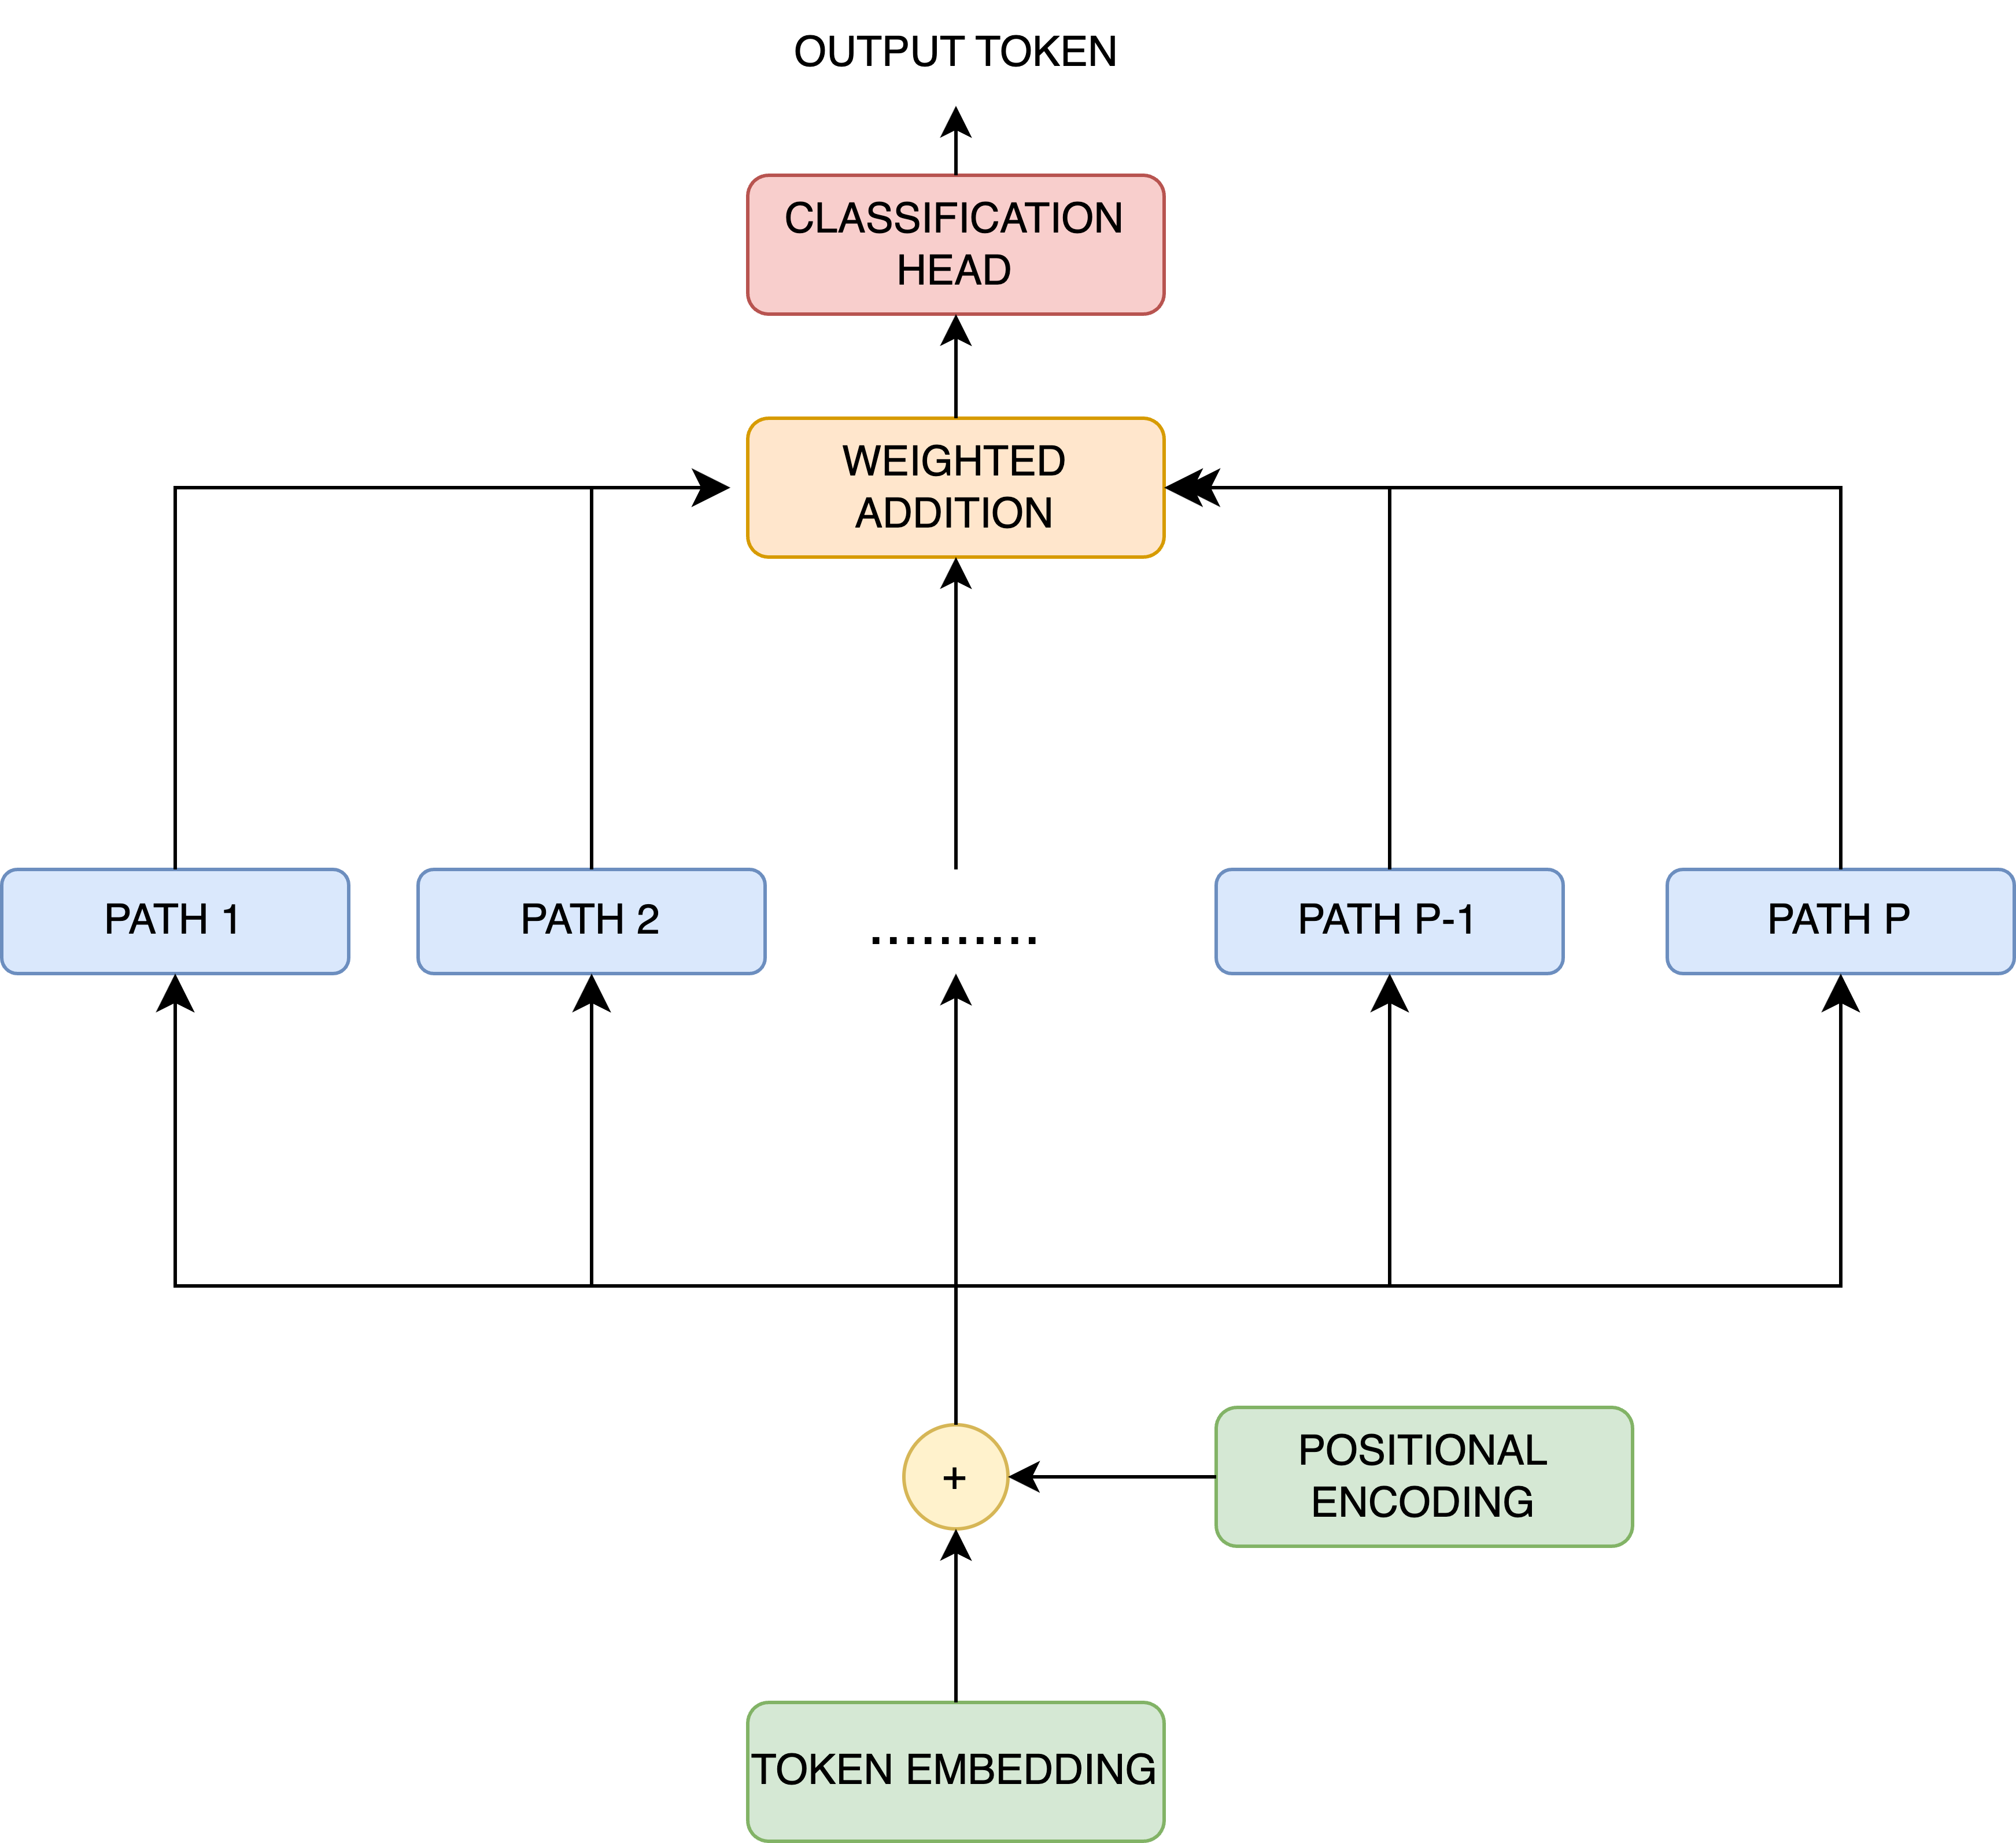 OUTPUT TOKEN
CLASSIFICATION
HEAD
WEIGHTED
ADDITION
PATH 1
PATH 2
..........
PATH P-1
PATH P
+
POSITIONAL
ENCODING
TOKEN EMBEDDING